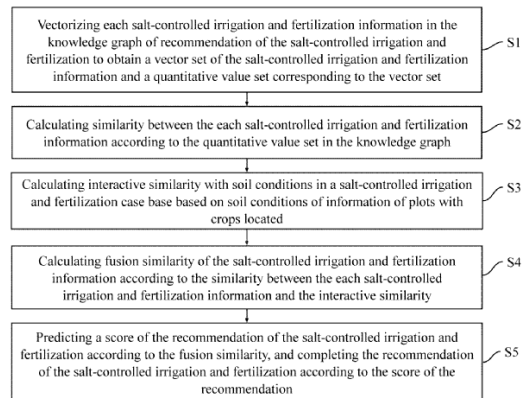 Vectorizing each salt-controlled irrigation and fertilization information in the
knowledge graph of recommendation of the salt-controlled irrigation and
fertilization to obtain a vector set of the salt-controlled irrigation and fertilization
information and a quantitative value set corresponding to the vector set
S1
Calculating similarity between the each salt-controlled irrigation and fertilization
information according to the quantitative value set in the knowledge graph
S2
Calculating interactive similarity with soil conditions in a salt-controlled irrigation
and fertilization case base based on soil conditions of information of plots with
crops located
S3
Calculating fusion similarity of the salt-controlled irrigation and fertilization
information according to the similarity between the each salt-controlled
irrigation and fertilization information and the interactive similarity
S4
Predicting a score of the recommendation of the salt-controlled irrigation and
fertilization according to the fusion similarity, and completing the recommendation
of the salt-controlled irrigation and fertilization according to the score of the
recommendation
S5